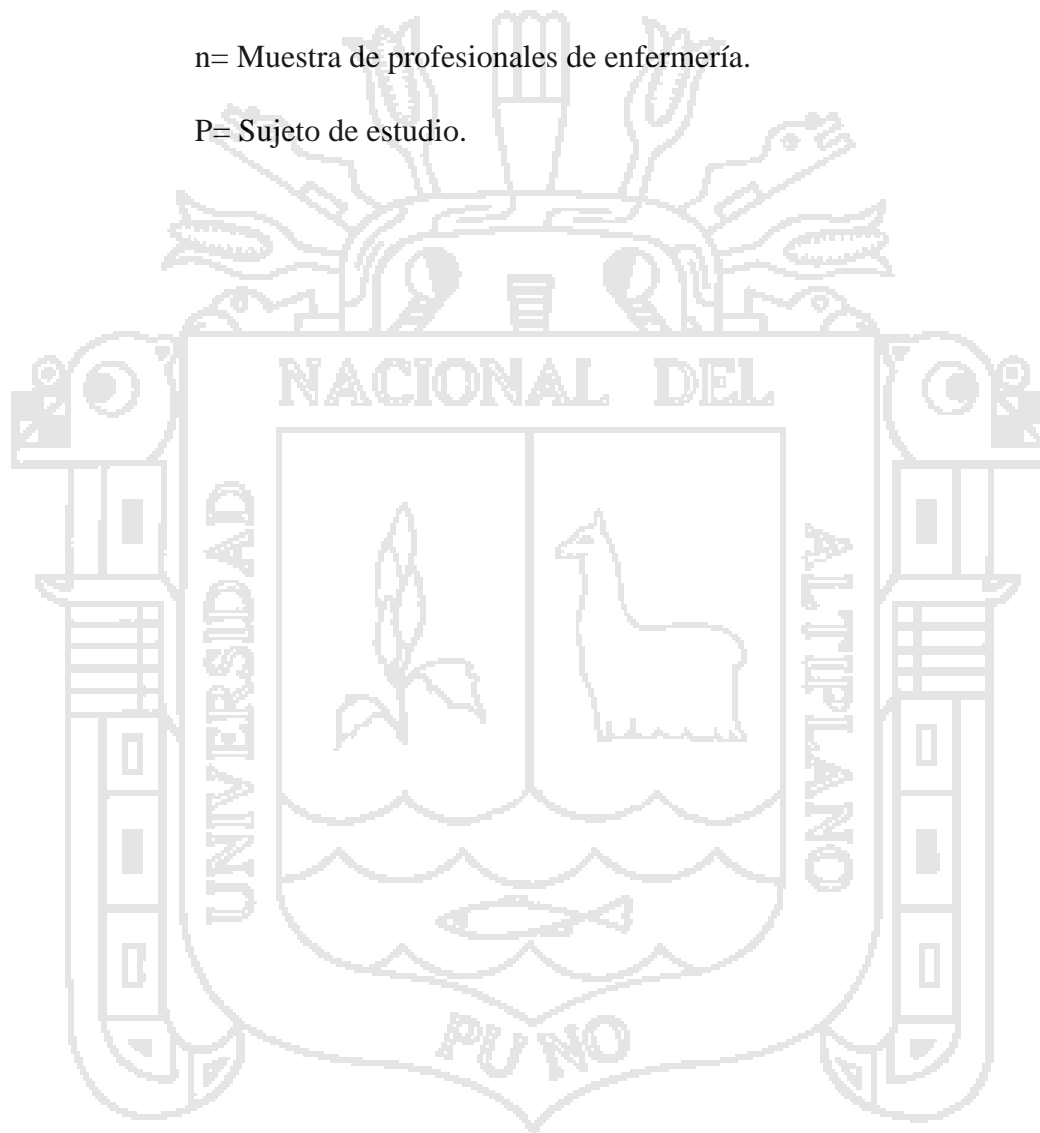 n= Muestra de profesionales de enfermería.
P= Sujeto de estudio.
NACIONAL DEL
UNIVERSIDAD
ALTIPLANO
PUNO